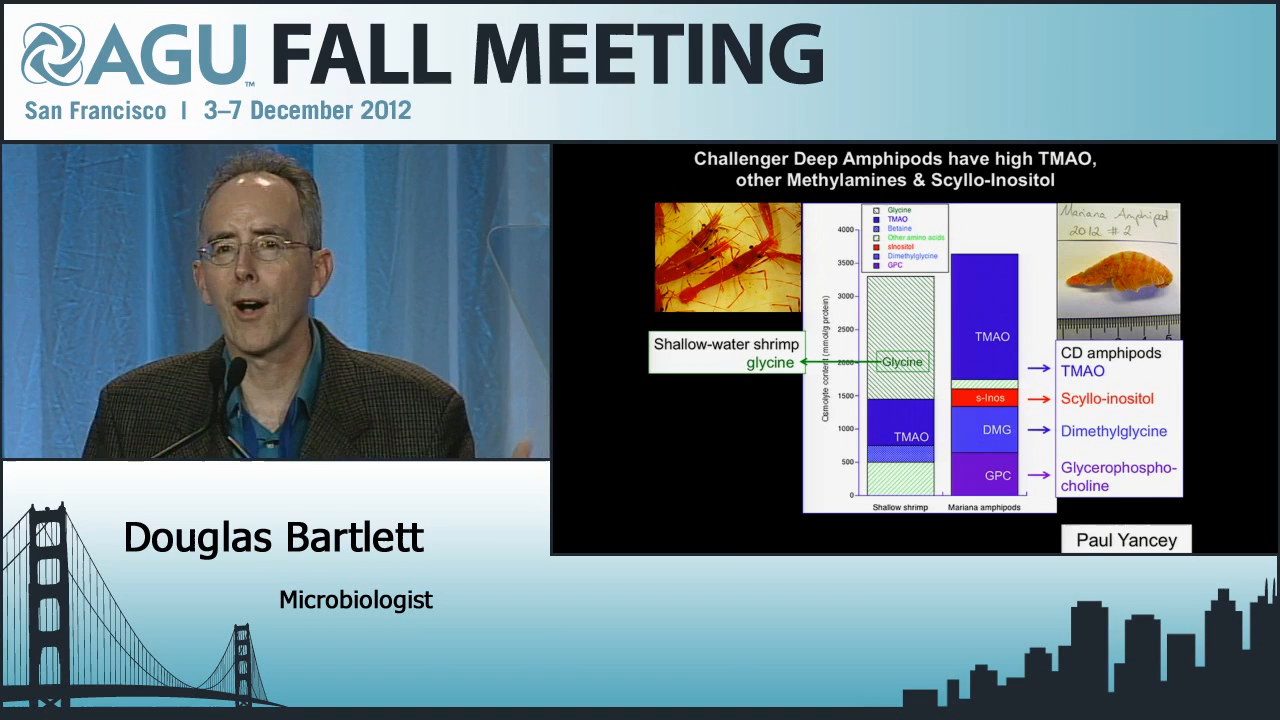 AGU™ FALL MEETING
San Francisco | 3–7 December 2012
Challenger Deep Amphipods have high TMAO,
other Methylamines & Scyllo-Inositol
Glycine
TMAO
Betaine
Other amino acids
sInositol
Dimethylglycine
GPC
Mariana Amphipod
2012 #2
Osmolyte content (mmol/g protein)
4000
3500
3000
2500
2000
1500
1000
500
0
Shallow-water shrimp
glycine
Glycine
TMAO
TMAO
s-Inos
DMG
GPC
Shallow shrimp
Mariana amphipods
CD amphipods
TMAO
Scyllo-inositol
Dimethylglycine
Glycerophospho-
choline
Paul Yancey
Douglas Bartlett
Microbiologist